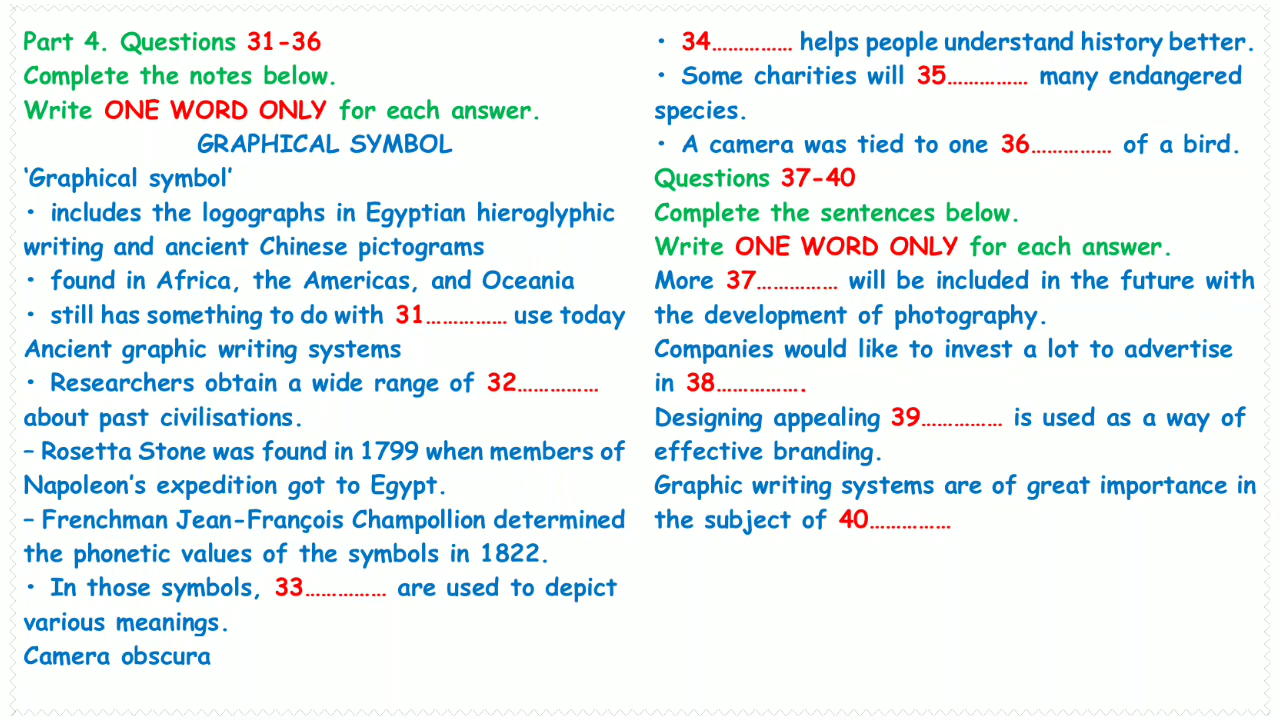 Part 4. Questions 31-36
Complete the notes below.
Write ONE WORD ONLY for each answer.
GRAPHICAL SYMBOL
‘Graphical symbol’
• includes the logographs in Egyptian hieroglyphic
writing and ancient Chinese pictograms
• found in Africa, the Americas, and Oceania
• still has something to do with 31…………… use today
Ancient graphic writing systems
• Researchers obtain a wide range of 32……………
about past civilisations.
– Rosetta Stone was found in 1799 when members of
Napoleon’s expedition got to Egypt.
– Frenchman Jean-François Champollion determined
the phonetic values of the symbols in 1822.
• In those symbols, 33…………… are used to depict
various meanings.
Camera obscura
• 34…………… helps people understand history better.
• Some charities will 35…………… many endangered
species.
• A camera was tied to one 36…………… of a bird.
Questions 37-40
Complete the sentences below.
Write ONE WORD ONLY for each answer.
More 37…………… will be included in the future with
the development of photography.
Companies would like to invest a lot to advertise
in 38…………….
Designing appealing 39…………… is used as a way of
effective branding.
Graphic writing systems are of great importance in
the subject of 40……………